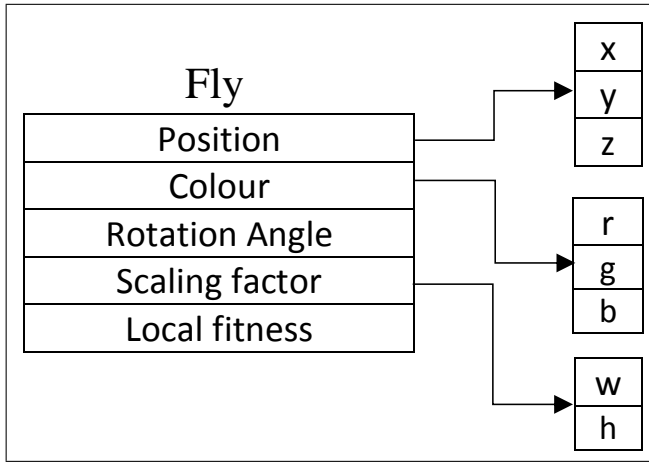 Fly
Position
Colour
Rotation Angle
Scaling factor
Local fitness
x
y
z
r
g
b
w
h